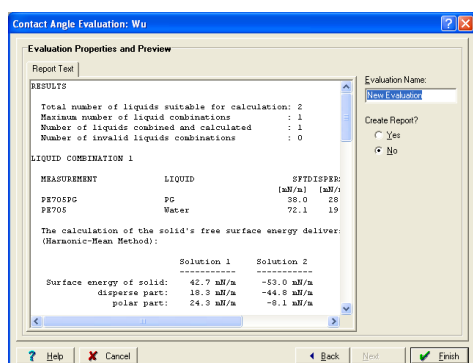 Contact Angle Evaluation: Wu
Evaluation Properties and Preview
Report Text
RESULTS
Total number of liquids suitable for calculation: 2
Maximum number of liquid combinations : 1
Number of liquids combined and calculated : 1
Number of invalid liquids combinations : 0
LIQUID COMBINATION 1
MEASUREMENT LIQUID SFTDISPER
[mN/m] [mN/
PE705PG PG 38.0 28
PE705 Water 72.1 19
The calculation of the solid's free surface energy deliver
(Harmonic-Mean Method):
Solution 1 Solution 2
----------- -----------
Surface energy of solid: 42.7 mN/m -53.0 mN/m
disperse part: 18.3 mN/m -44.8 mN/m
polar part: 24.3 mN/m -8.1 mN/m
Evaluation Name:
New Evaluation
Create Report?
Yes
No
Help Cancel Back Next Finish